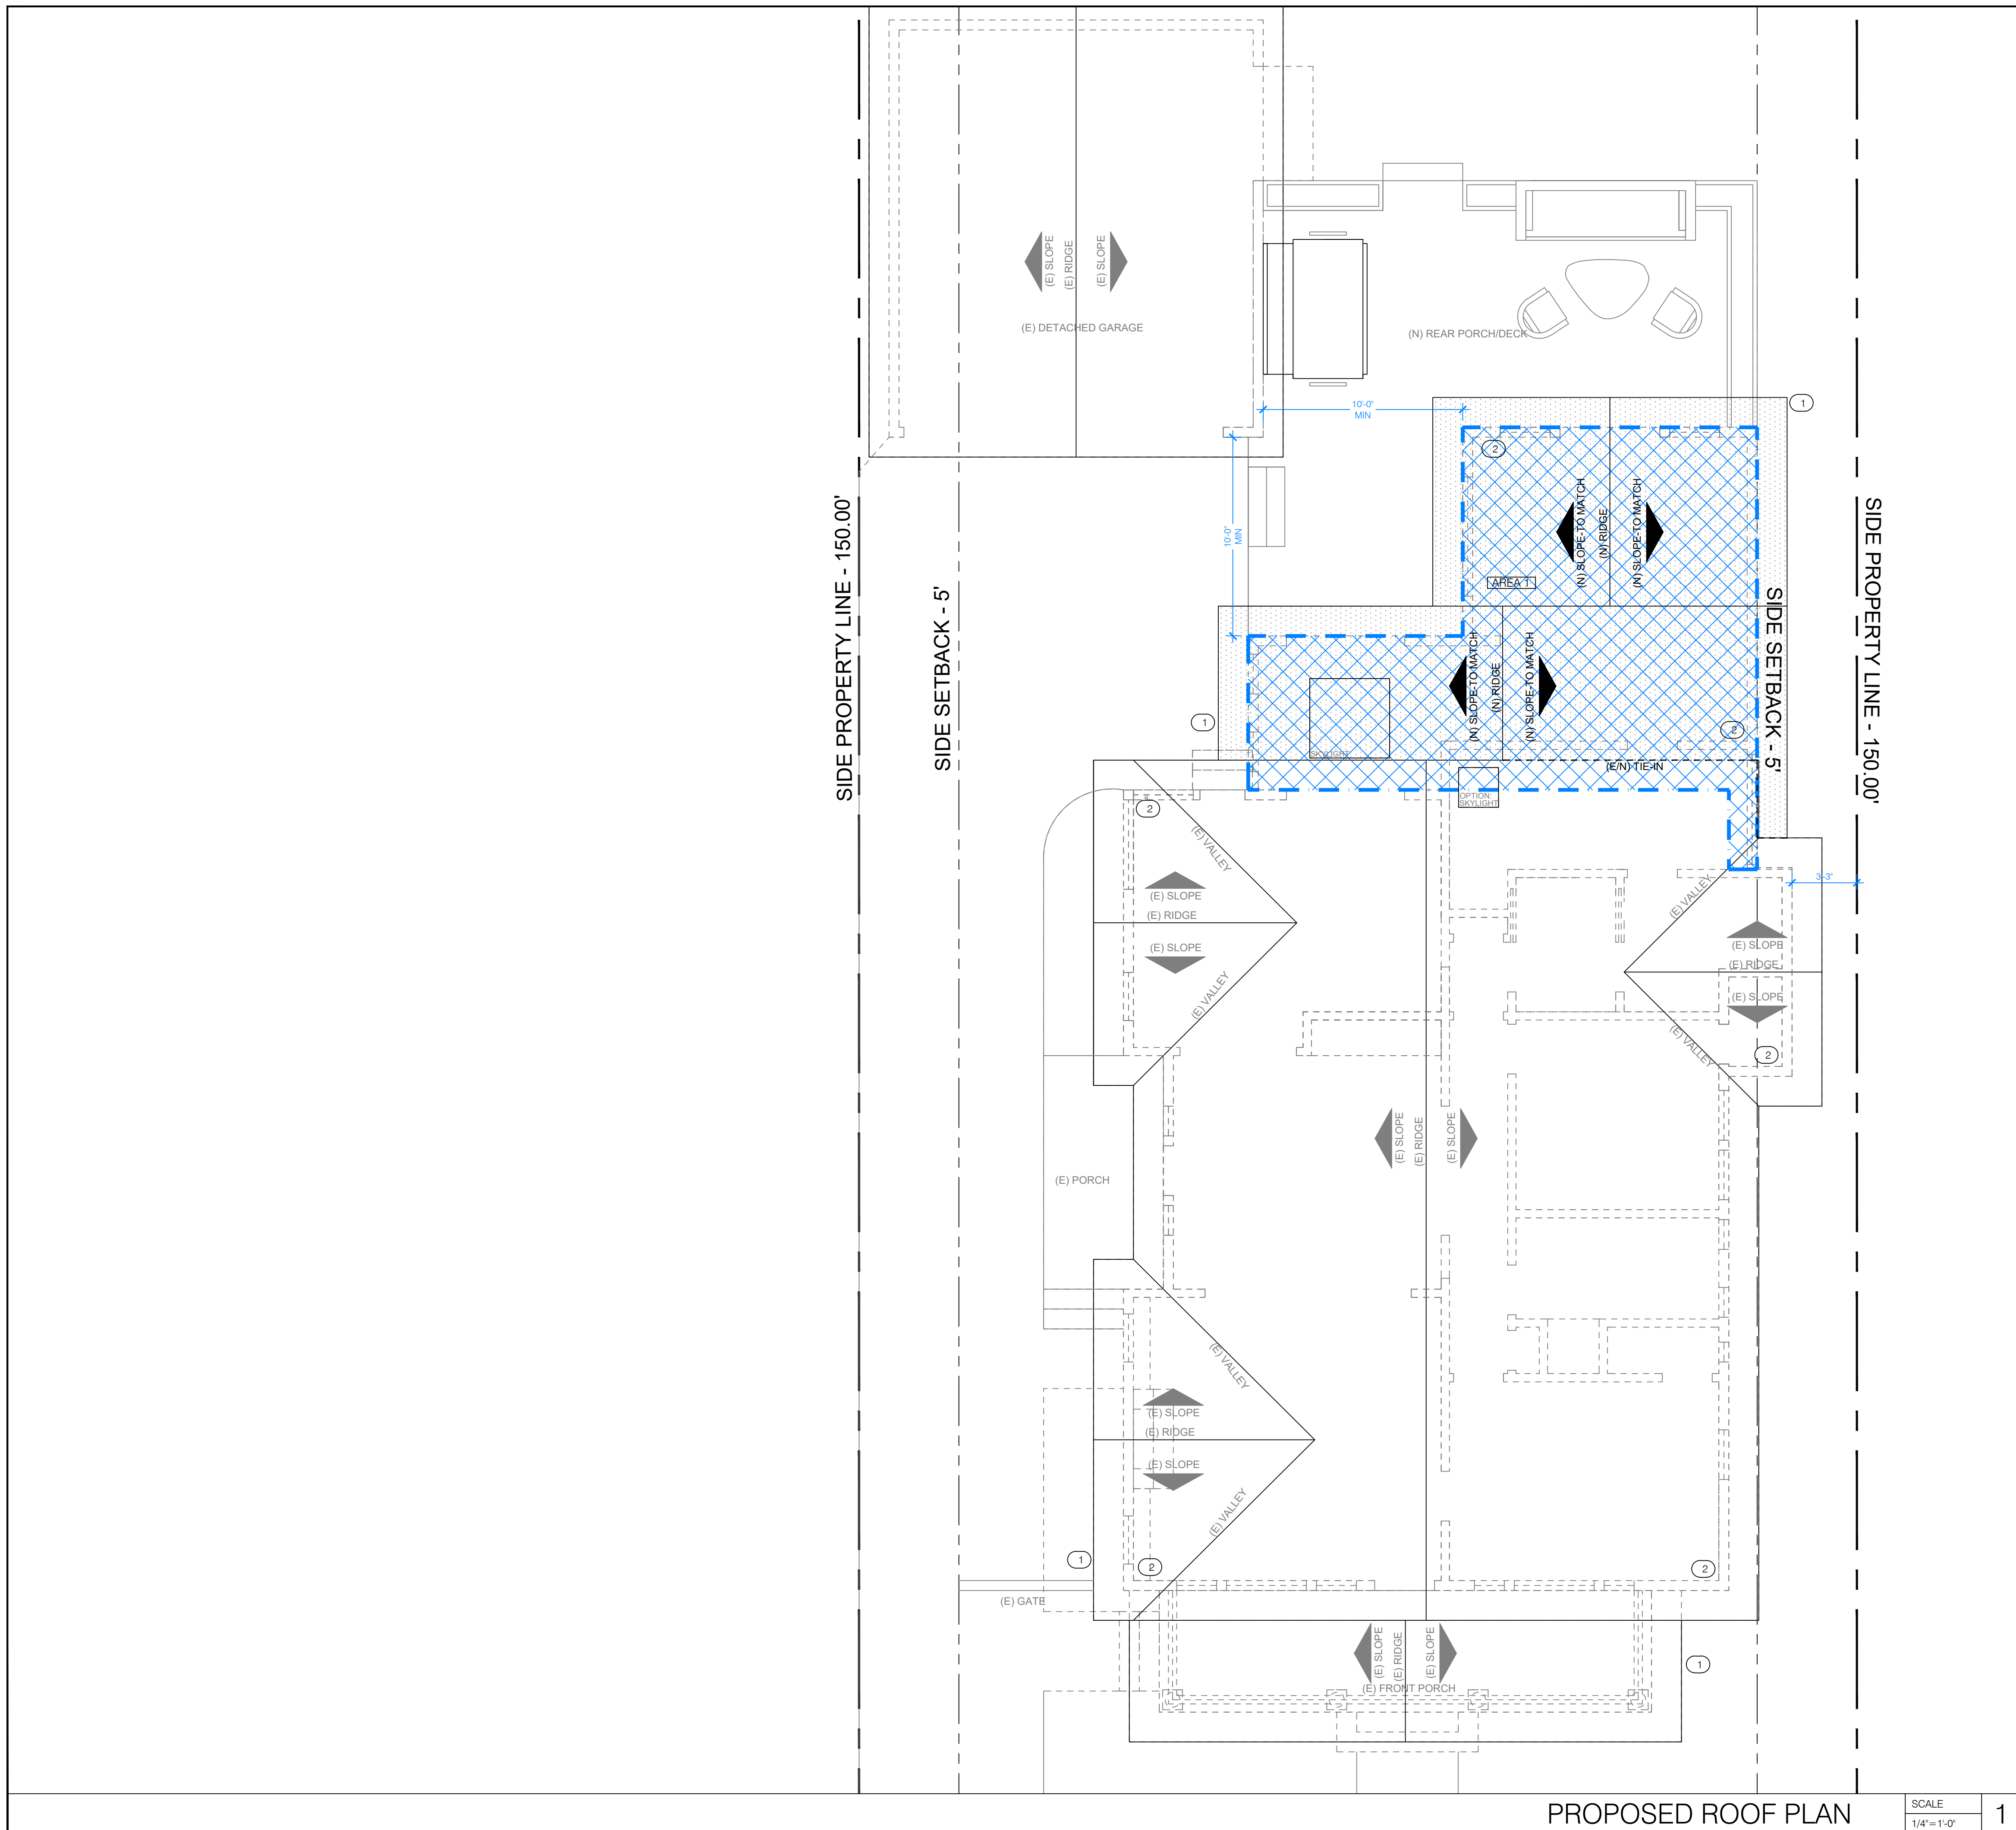 (E) SLOPE
(E) RIDGE
(E) SLOPE
(E) DETACHED GARAGE
(N) REAR PORCH/DECK
10'-0"
MIN
1
2
10'-0"
MIN
(N) SLOPE-TO MATCH
(N) RIDGE
(N) SLOPE-TO MATCH
AREA 1
SIDE PROPERTY LINE - 150.00'
SIDE SETBACK - 5'
SIDE SETBACK - 5'
SIDE PROPERTY LINE - 150.00'
(N) SLOPE-TO MATCH
(N) RIDGE
(N) SLOPE-TO MATCH
1
2
SKYLIGHT
(E/N) TIE-IN
OPTION:
SKYLIGHT
2
(E) VALLEY
(E) SLOPE
(E) RIDGE
(E) SLOPE
(E) VALLEY
3'-3"
(E) VALLEY
(E) SLOPE
(E) RIDGE
(E) SLOPE
(E) VALLEY
2
(E) SLOPE
(E) RIDGE
(E) SLOPE
(E) PORCH
(E) VALLEY
(E) SLOPE
(E) RIDGE
(E) SLOPE
(E) VALLEY
1
2
2
(E) GATE
(E) SLOPE
(E) RIDGE
(E) SLOPE
1
(E) FRONT PORCH
PROPOSED ROOF PLAN
SCALE
1/4"=1'-0"
1